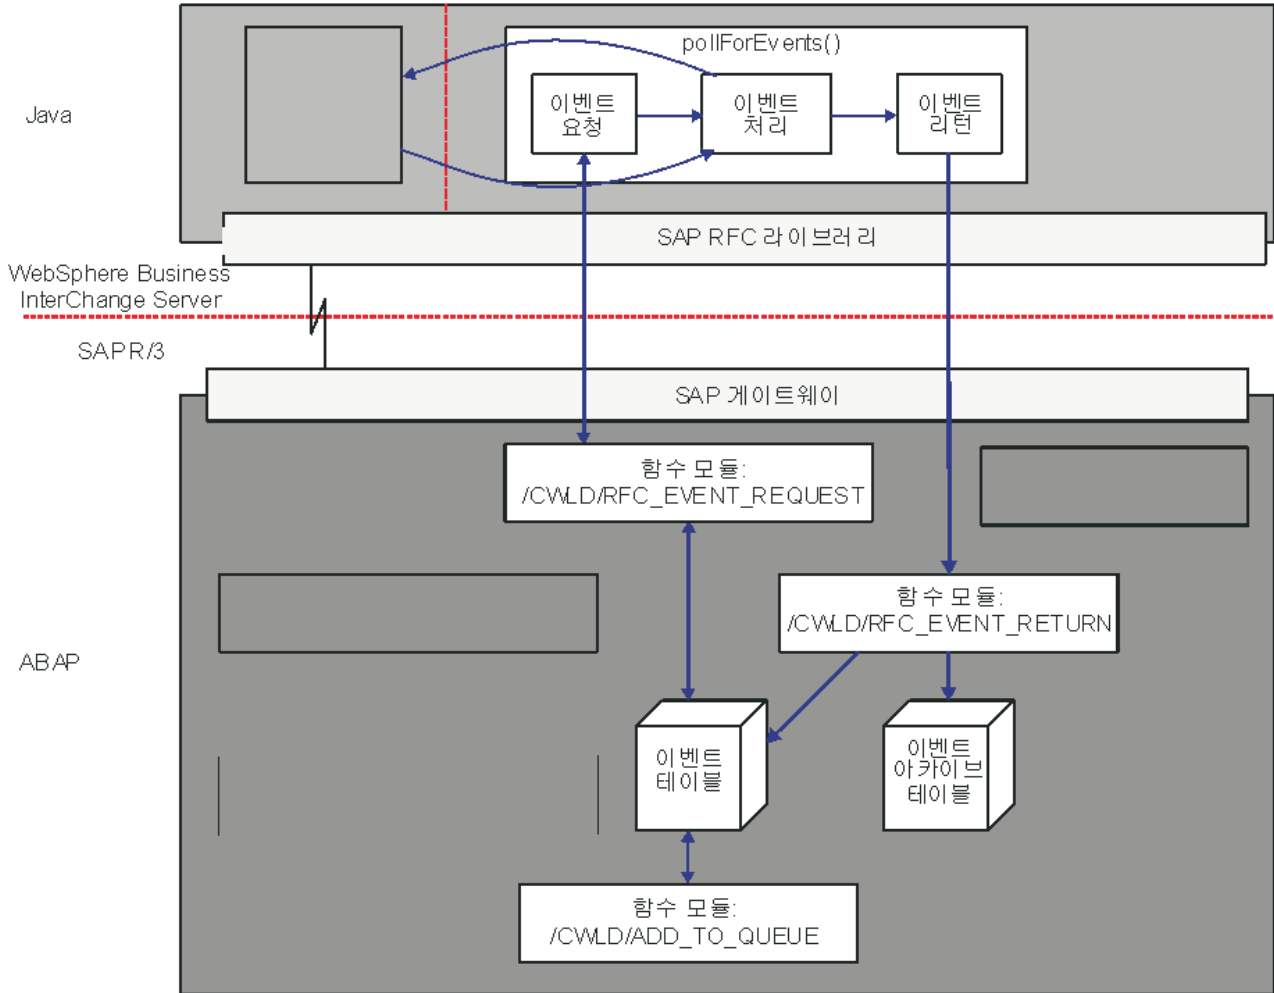 pollForEvents()
이벤트
요청
이벤트
처리
이벤트
리턴
Java
SAP RFC 라이브러리
WebSphere Business
InterChange Server
SAPR/3
SAP 게이트웨이
함수 모듈:
/CWLD/RFC_EVENT_REQUEST
함수 모듈:
/CWLD/RFC_EVENT_RETURN
ABAP
이벤트
테이블
이벤트
아카이브
테이블
함수 모듈:
/CWLD/ADD_TO_QUEUE